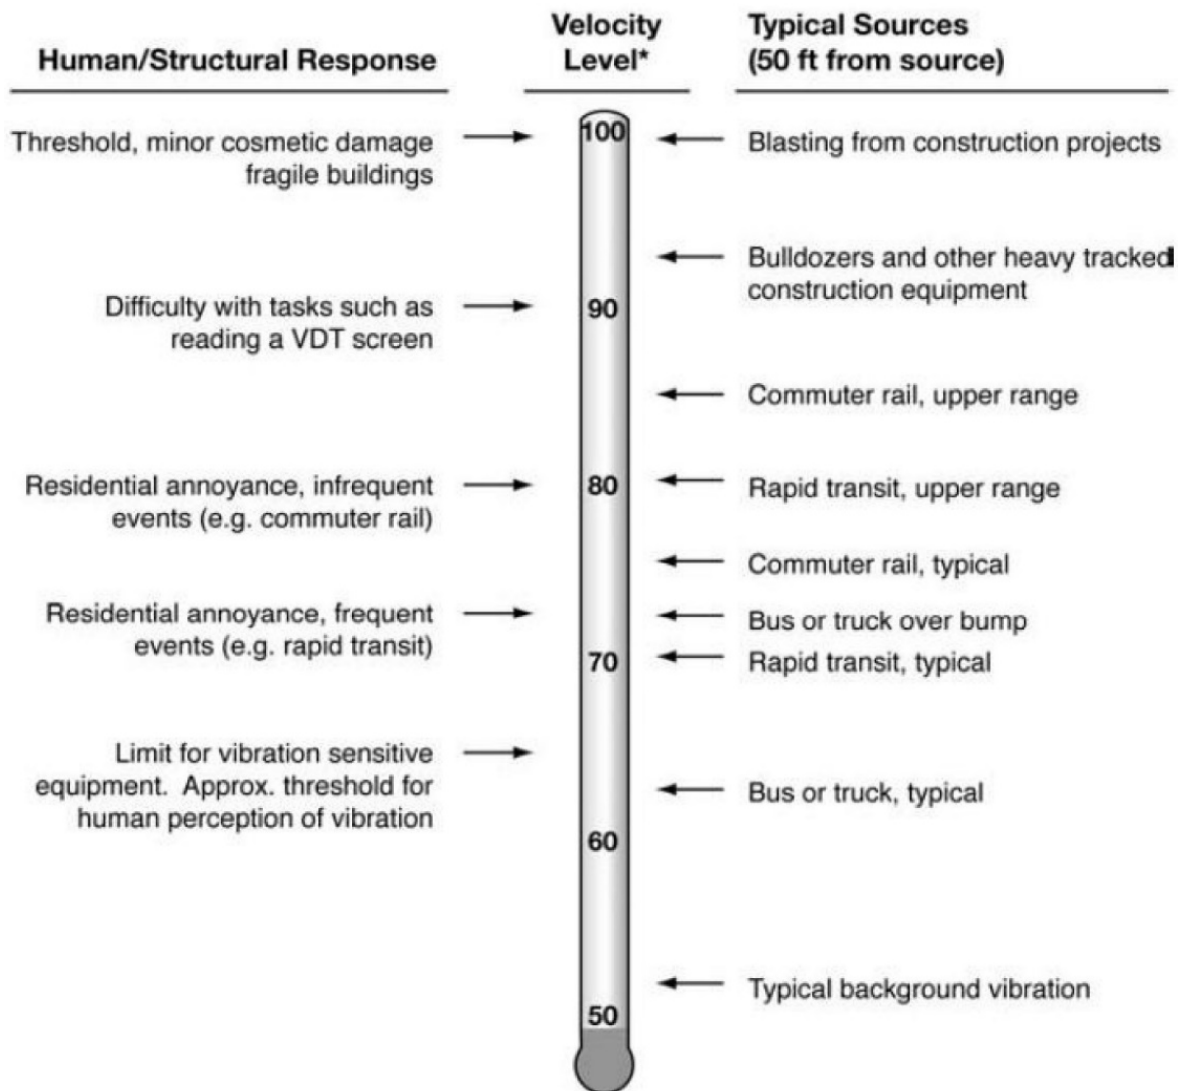 Human/Structural Response
Velocity
Level*
Typical Sources
(50 ft from source)
Threshold, minor cosmetic damage
fragile buildings
100
Blasting from construction projects
Bulldozers and other heavy tracked
construction equipment
Difficulty with tasks such as
reading a VDT screen
90
Commuter rail, upper range
Residential annoyance, infrequent
events (e.g. commuter rail)
80
Rapid transit, upper range
Commuter rail, typical
Residential annoyance, frequent
events (e.g. rapid transit)
Bus or truck over bump
70
Rapid transit, typical
Limit for vibration sensitive
equipment. Approx. threshold for
human perception of vibration
Bus or truck, typical
60
Typical background vibration
50